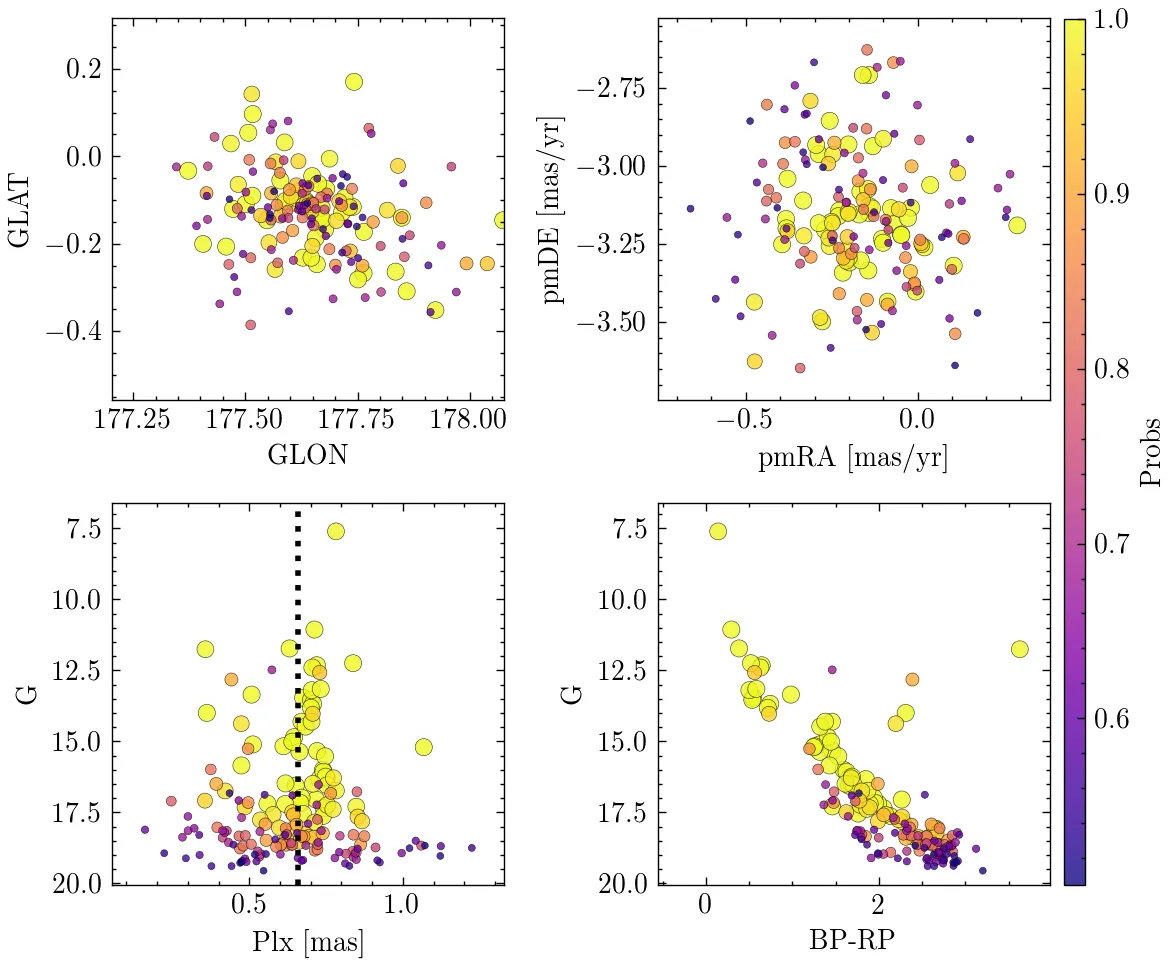 0.2
0.0
−0.2
−0.4
GLAT
177.25 177.50 177.75 178.00
GLON
−2.75
−3.00
−3.25
−3.50
pmDE [mas/yr]
−0.5 0.0
pmRA [mas/yr]
1.0
0.9
0.8
0.7
0.6
Probs
7.5
10.0
12.5
15.0
17.5
20.0
G
0.5 1.0
Plx [mas]
7.5
10.0
12.5
15.0
17.5
20.0
G
0 2
BP-RP